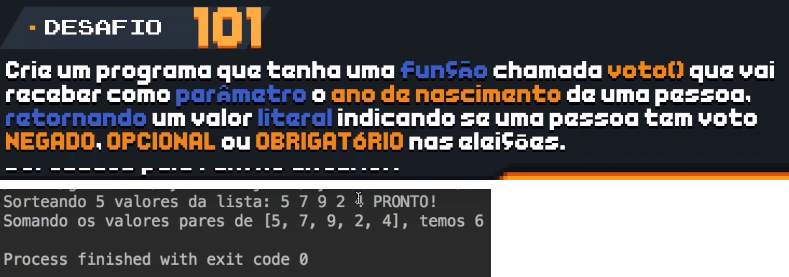 · DESAFIO 101
Crie um programa que tenha uma função chamada voto() que vai
receber como parâmetro o ano de nascimento de uma pessoa,
retornando um valor literal indicando se uma pessoa tem voto
NEGADO, OPCIONAL ou OBRIGATÓRIO nas eleições.
Sorteando 5 valores da lista: 5 7 9 2 4 PRONTO!
Somando os valores pares de [5, 7, 9, 2, 4], temos 6
Process finished with exit code 0